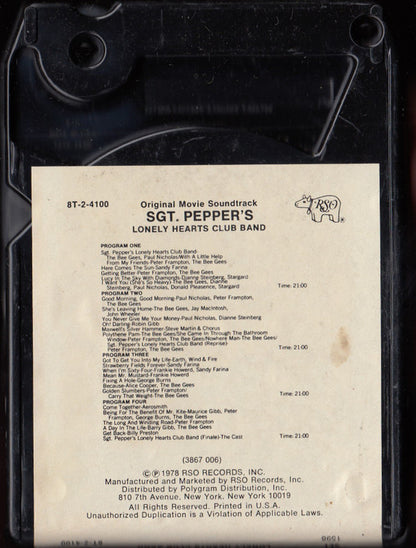 8T-2-4100
Original Movie Soundtrack
SGT. PEPPER'S
LONELY HEARTS CLUB BAND
RSO
PROGRAM ONE
Sgt. Pepper's Lonely Hearts Club Band-
The Bee Gees, Paul Nicholas/With A Little Help
From My Friends-Peter Frampton, The Bee Gees
Here Comes The Sun-Sandy Farina
Getting Better-Peter Frampton, The Bee Gees
Lucy In The Sky with Diamonds-Dianne Steinberg, Stargard
I Want You (She's So Heavy)-The Bee Gees, Dianne
Steinberg, Paul Nicholas, Donald Pleasence, Stargard Time: 21:00
PROGRAM TWO
Good Morning, Good Morning-Paul Nicholas, Peter Frampton,
The Bee Gees
She's Leaving Home-The Bee Gees, Jay MacIntosh,
John Wheeler
You Never Give Me Your Money-Paul Nicholas, Dianne Steinberg
Oh! Darling-Robin Gibb
Maxwell's Silver Hammer-Steve Martin & Chorus
Polythene Pam-The Bee Gees/She Came In Through The Bathroom
Window-Peter Frampton, The Bee Gees/Nowhere Man-The Bee Gees/
Sgt. Pepper's Lonely Hearts Club Band (Reprise)
Peter Frampton, The Bee Gees Time: 21:00
PROGRAM THREE
Got To Get You Into My Life-Earth, Wind & Fire
Strawberry Fields Forever-Sandy Farina
When I'm Sixty-Four-Frankie Howerd, Sandy Farina
Mean Mr. Mustard-Frankie Howerd
Fixing A Hole-George Burns
Because-Alice Cooper, The Bee Gees
Golden Slumbers-Peter Frampton/
Carry That Weight-The Bee Gees Time: 21:00
PROGRAM FOUR
Come Together-Aerosmith
Being For The Benefit Of Mr. Kite-Maurice Gibb, Peter
Frampton, George Burns, The Bee Gees
The Long And Winding Road-Peter Frampton
A Day In The Life-Barry Gibb, The Bee Gees
Get Back-Billy Preston
Sgt. Pepper's Lonely Hearts Club Band (Finale)-The Cast Time: 21:00
(3867 006)
©℗ 1978 RSO RECORDS, INC.
Manufactured and Marketed by RSO Records, Inc.
Distributed by Polygram Distribution, Inc.
810 7th Avenue, New York, New York 10019
All Rights Reserved. Printed in U.S.A.
Unauthorized Duplication is a Violation of Applicable Laws.
8T-2-4100